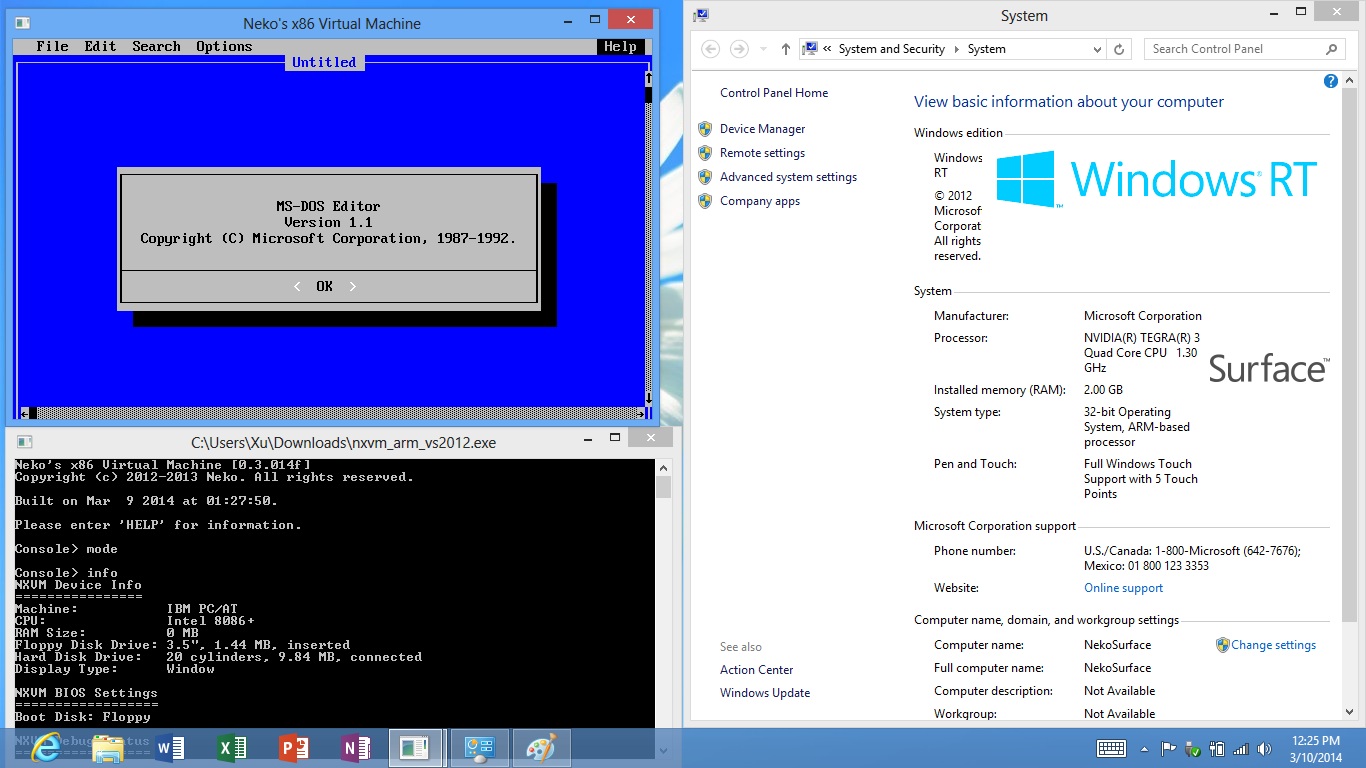 Neko's x86 Virtual Machine
File Edit Search Options Help
Untitled
MS-DOS Editor
Version 1.1
Copyright (C) Microsoft Corporation, 1987-1992.
< OK >
C:\Users\Xu\Downloads\nxvm_arm_vs2012.exe
Neko's x86 Virtual Machine [0.3.014f]
Copyright (c) 2012-2013 Neko. All rights reserved.
Built on Mar  9 2014 at 01:27:50.
Please enter 'HELP' for information.
Console> mode
Console> info
NXVM Device Info
================
Machine: IBM PC/AT
CPU: Intel 8086+
RAM Size: 0 MB
Floppy Disk Drive: 3.5", 1.44 MB, inserted
Hard Disk Drive: 20 cylinders, 9.84 MB, connected
Display Type: Window
NXVM BIOS Settings
==================
Boot Disk: Floppy
System
« System and Security › System
Search Control Panel
Control Panel Home
Device Manager
Remote settings
Advanced system settings
Company apps
See also
Action Center
Windows Update
View basic information about your computer
Windows edition
Windows
RT
© 2012
Microsof
Corporat
All rights
reserved.
Windows® RT
System
Manufacturer: Microsoft Corporation
Processor: NVIDIA(R) TEGRA(R) 3
Quad Core CPU 1.30
GHz
Surface™
Installed memory (RAM): 2.00 GB
System type: 32-bit Operating
System, ARM-based
processor
Pen and Touch: Full Windows Touch
Support with 5 Touch
Points
Microsoft Corporation support
Phone number: U.S./Canada: 1-800-Microsoft (642-7676);
Mexico: 01 800 123 3353
Website: Online support
Computer name, domain, and workgroup settings
Computer name: NekoSurface Change settings
Full computer name: NekoSurface
Computer description: Not Available
Workgroup: Not Available
12:25 PM
3/10/2014